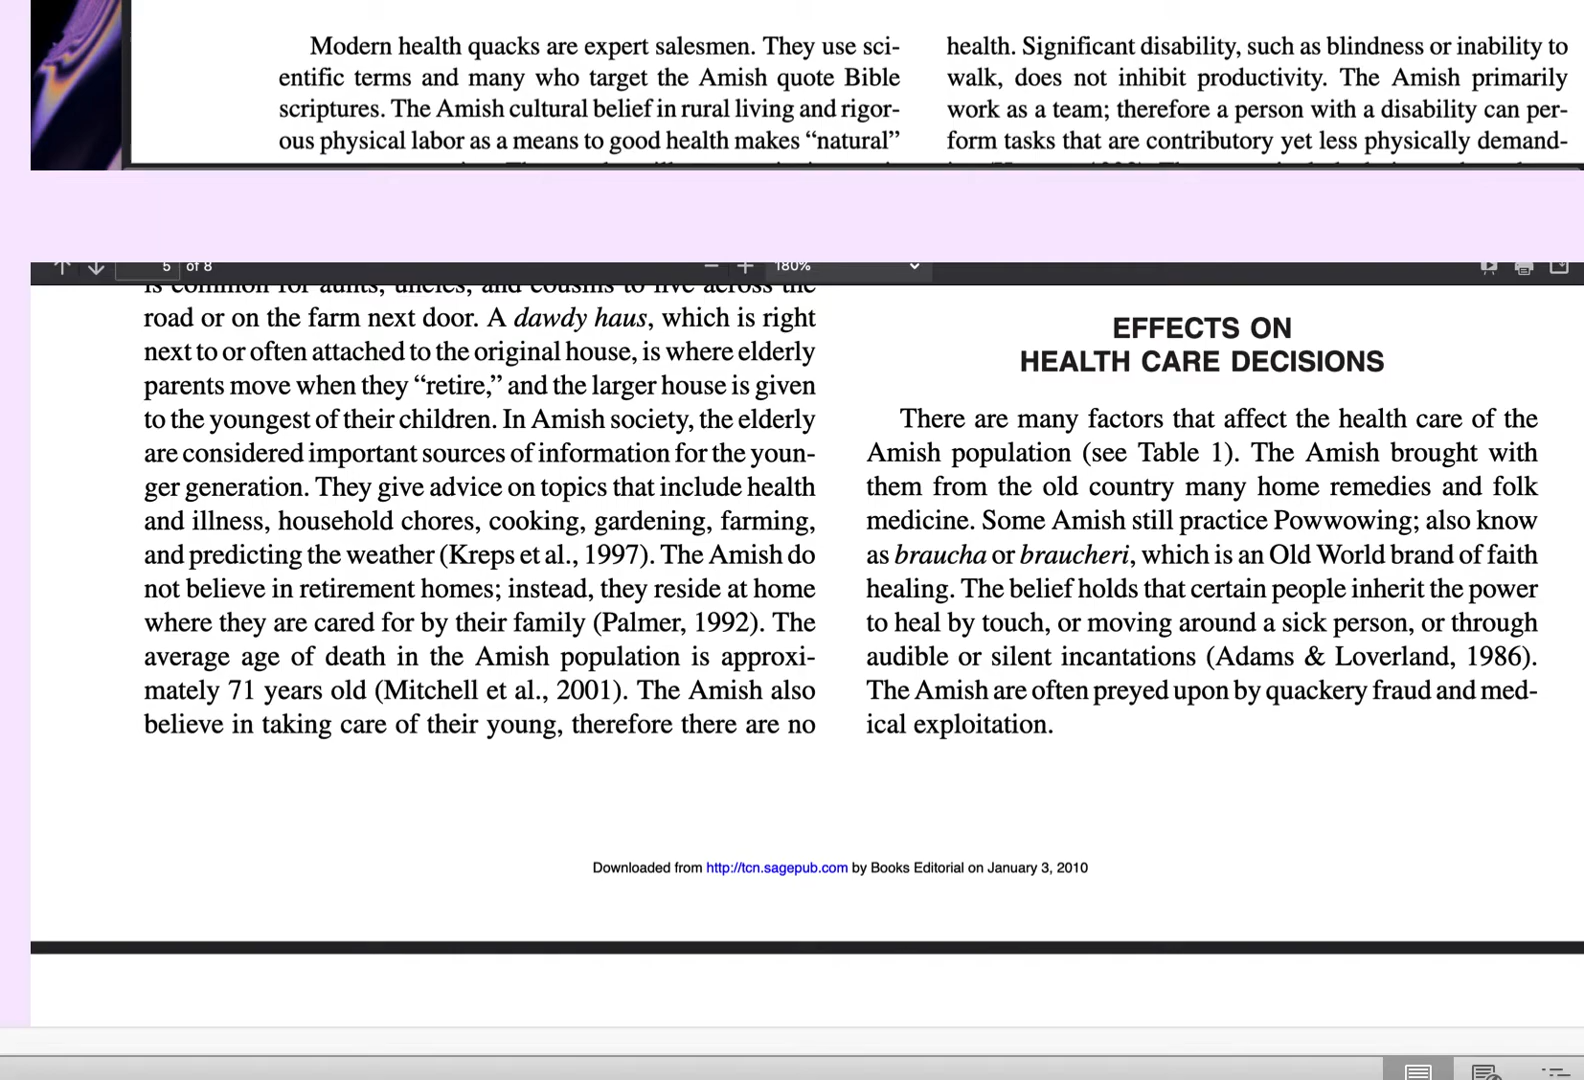 Modern health quacks are expert salesmen. They use sci-
entific terms and many who target the Amish quote Bible
scriptures. The Amish cultural belief in rural living and rigor-
ous physical labor as a means to good health makes “natural”
health. Significant disability, such as blindness or inability to
walk, does not inhibit productivity. The Amish primarily
work as a team; therefore a person with a disability can per-
form tasks that are contributory yet less physically demand-
5 of 8
180%
is common for aunts, uncles, and cousins to live across the
road or on the farm next door. A dawdy haus, which is right
next to or often attached to the original house, is where elderly
parents move when they “retire,” and the larger house is given
to the youngest of their children. In Amish society, the elderly
are considered important sources of information for the youn-
ger generation. They give advice on topics that include health
and illness, household chores, cooking, gardening, farming,
and predicting the weather (Kreps et al., 1997). The Amish do
not believe in retirement homes; instead, they reside at home
where they are cared for by their family (Palmer, 1992). The
average age of death in the Amish population is approxi-
mately 71 years old (Mitchell et al., 2001). The Amish also
believe in taking care of their young, therefore there are no
EFFECTS ON
HEALTH CARE DECISIONS
There are many factors that affect the health care of the
Amish population (see Table 1). The Amish brought with
them from the old country many home remedies and folk
medicine. Some Amish still practice Powwowing; also know
as braucha or braucheri, which is an Old World brand of faith
healing. The belief holds that certain people inherit the power
to heal by touch, or moving around a sick person, or through
audible or silent incantations (Adams & Loverland, 1986).
The Amish are often preyed upon by quackery fraud and med-
ical exploitation.
Downloaded from http://tcn.sagepub.com by Books Editorial on January 3, 2010